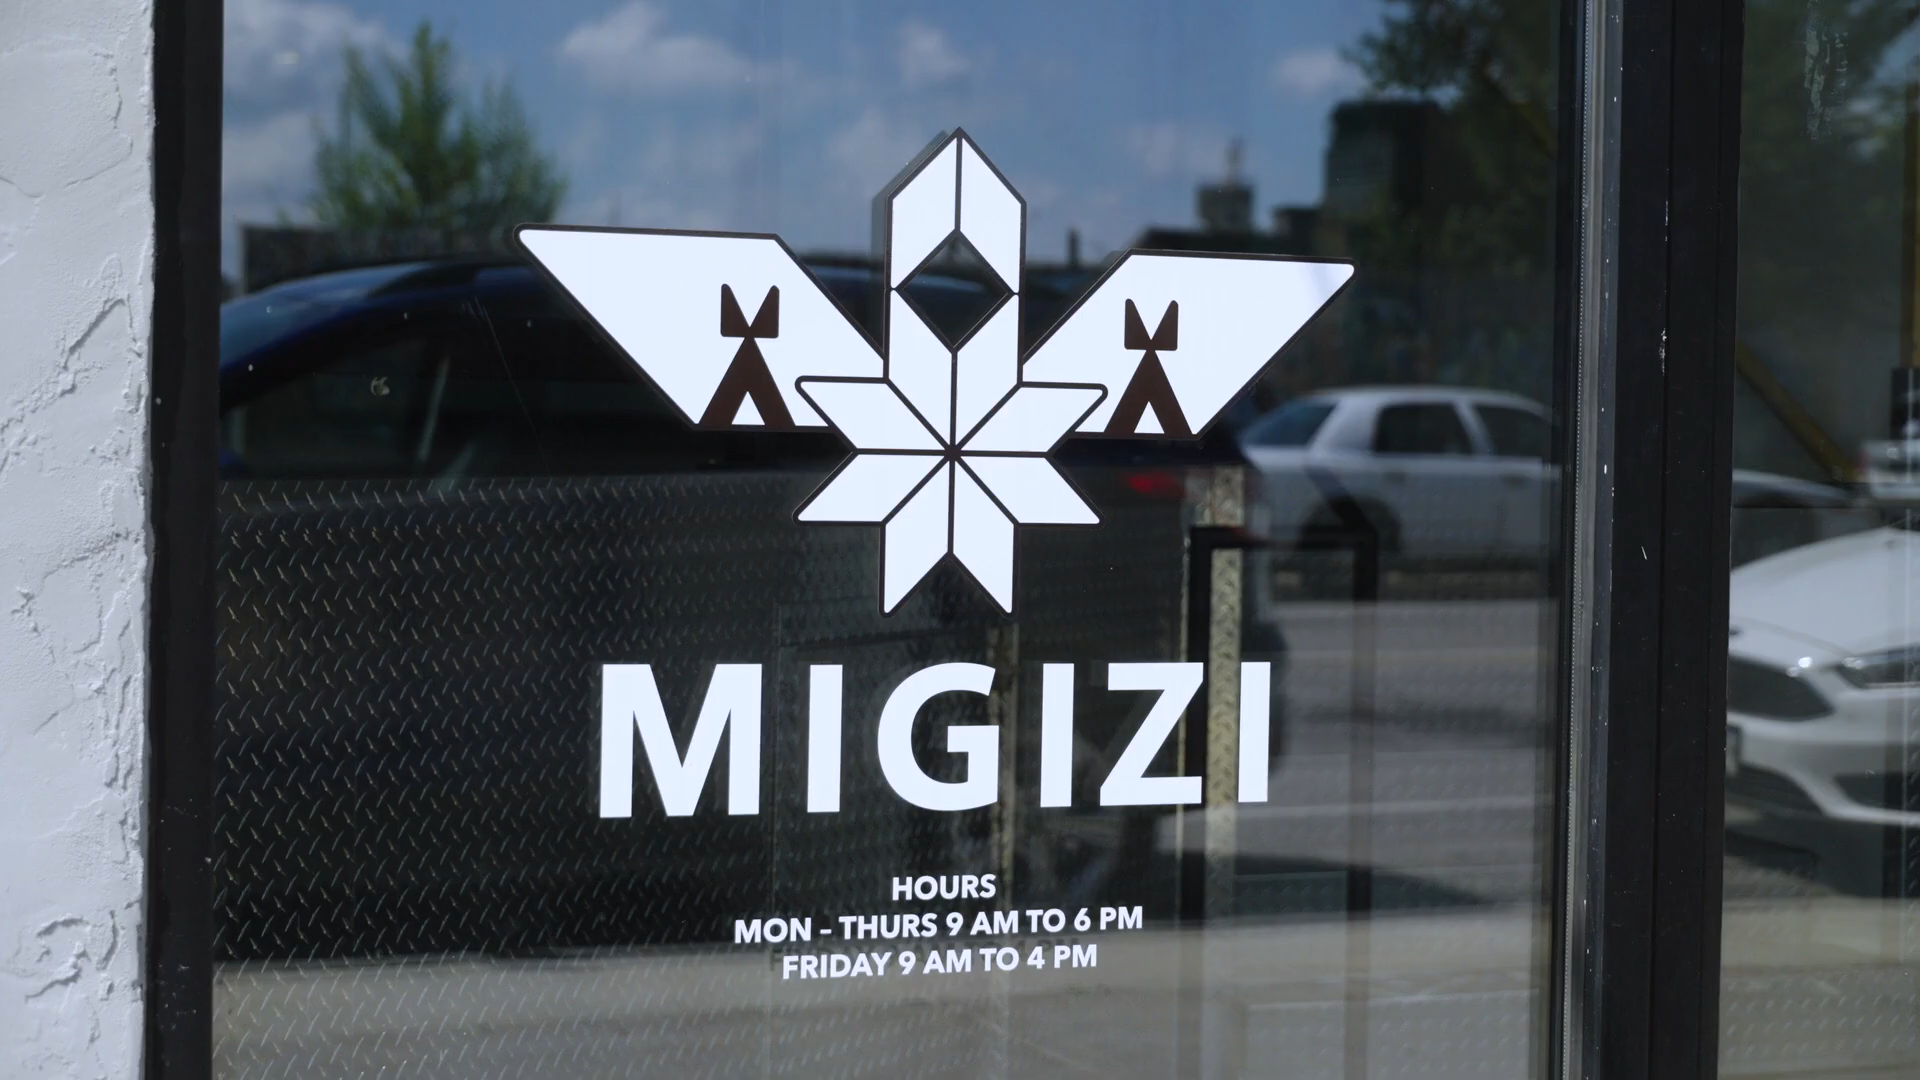 MIGIZI
HOURS
MON - THURS 9 AM TO 6 PM
FRIDAY 9 AM TO 4 PM